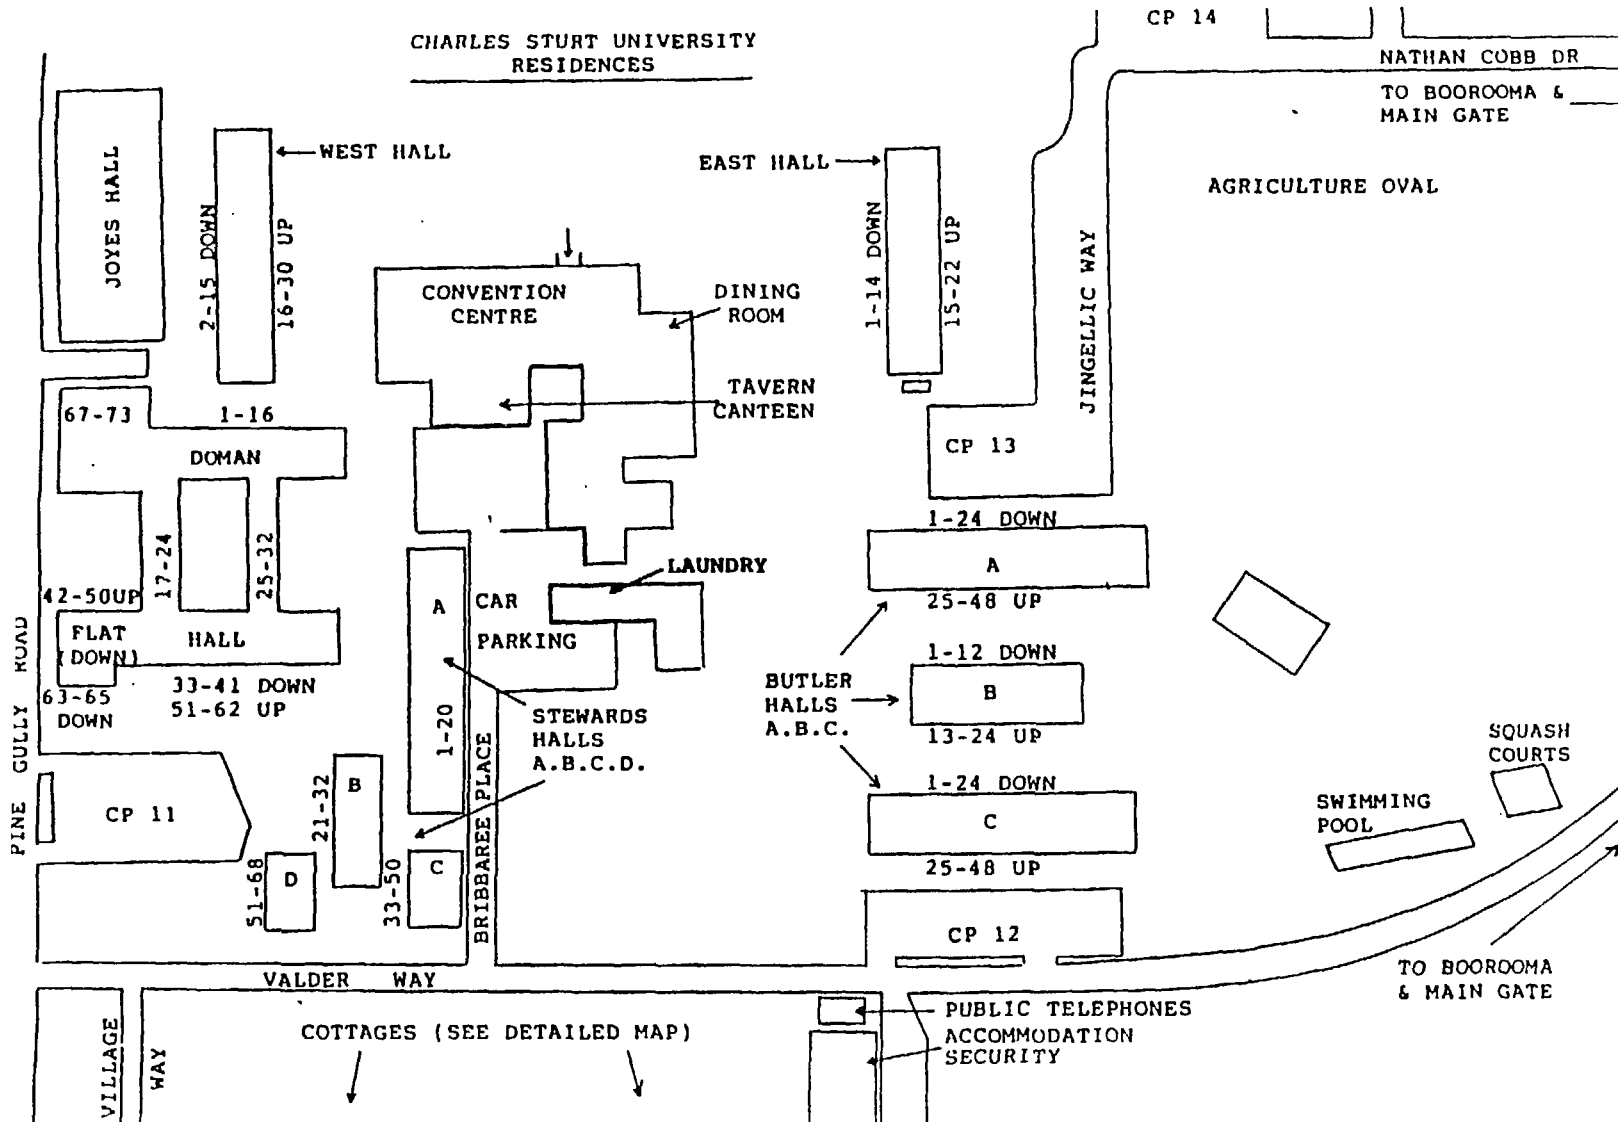 CHARLES STURT UNIVERSITY
RESIDENCES
CP 14
NATHAN COBB DR
TO BOOROOMA &
MAIN GATE
AGRICULTURE OVAL
JOYES HALL
WEST HALL
2-15 DOWN
16-30 UP
EAST HALL
1-14 DOWN
15-22 UP
JINGELLIC WAY
CONVENTION
CENTRE
DINING
ROOM
TAVERN
CANTEEN
67-73
1-16
DOMAN
17-24
25-32
42-50UP
FLAT
(DOWN)
HALL
63-65
DOWN
33-41 DOWN
51-62 UP
PINE GULLY ROAD
CP 11
CP 13
1-24 DOWN
A
25-48 UP
1-12 DOWN
B
13-24 UP
1-24 DOWN
C
25-48 UP
BUTLER
HALLS
A.B.C.
LAUNDRY
CAR
PARKING
A
1-20
STEWARDS
HALLS
A.B.C.D.
B
21-32
C
33-50
D
51-68
BRIBBAREE PLACE
SQUASH
COURTS
SWIMMING
POOL
CP 12
TO BOOROOMA
& MAIN GATE
VALDER WAY
PUBLIC TELEPHONES
ACCOMMODATION
SECURITY
COTTAGES (SEE DETAILED MAP)
VILLAGE
WAY